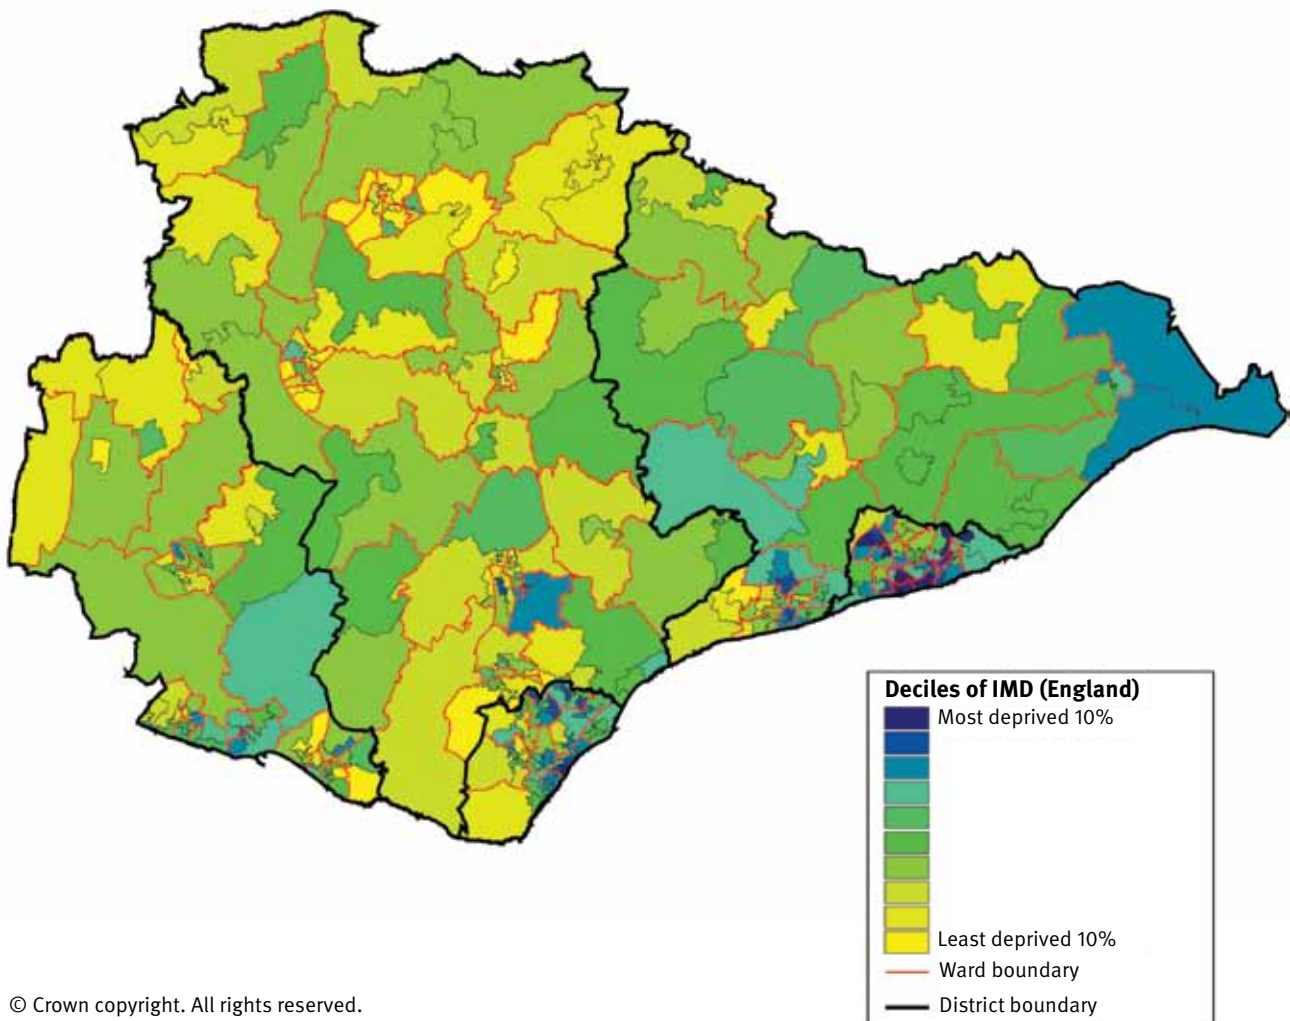 Deciles of IMD (England)
Most deprived 10%
Least deprived 10%
Ward boundary
District boundary
© Crown copyright. All rights reserved.